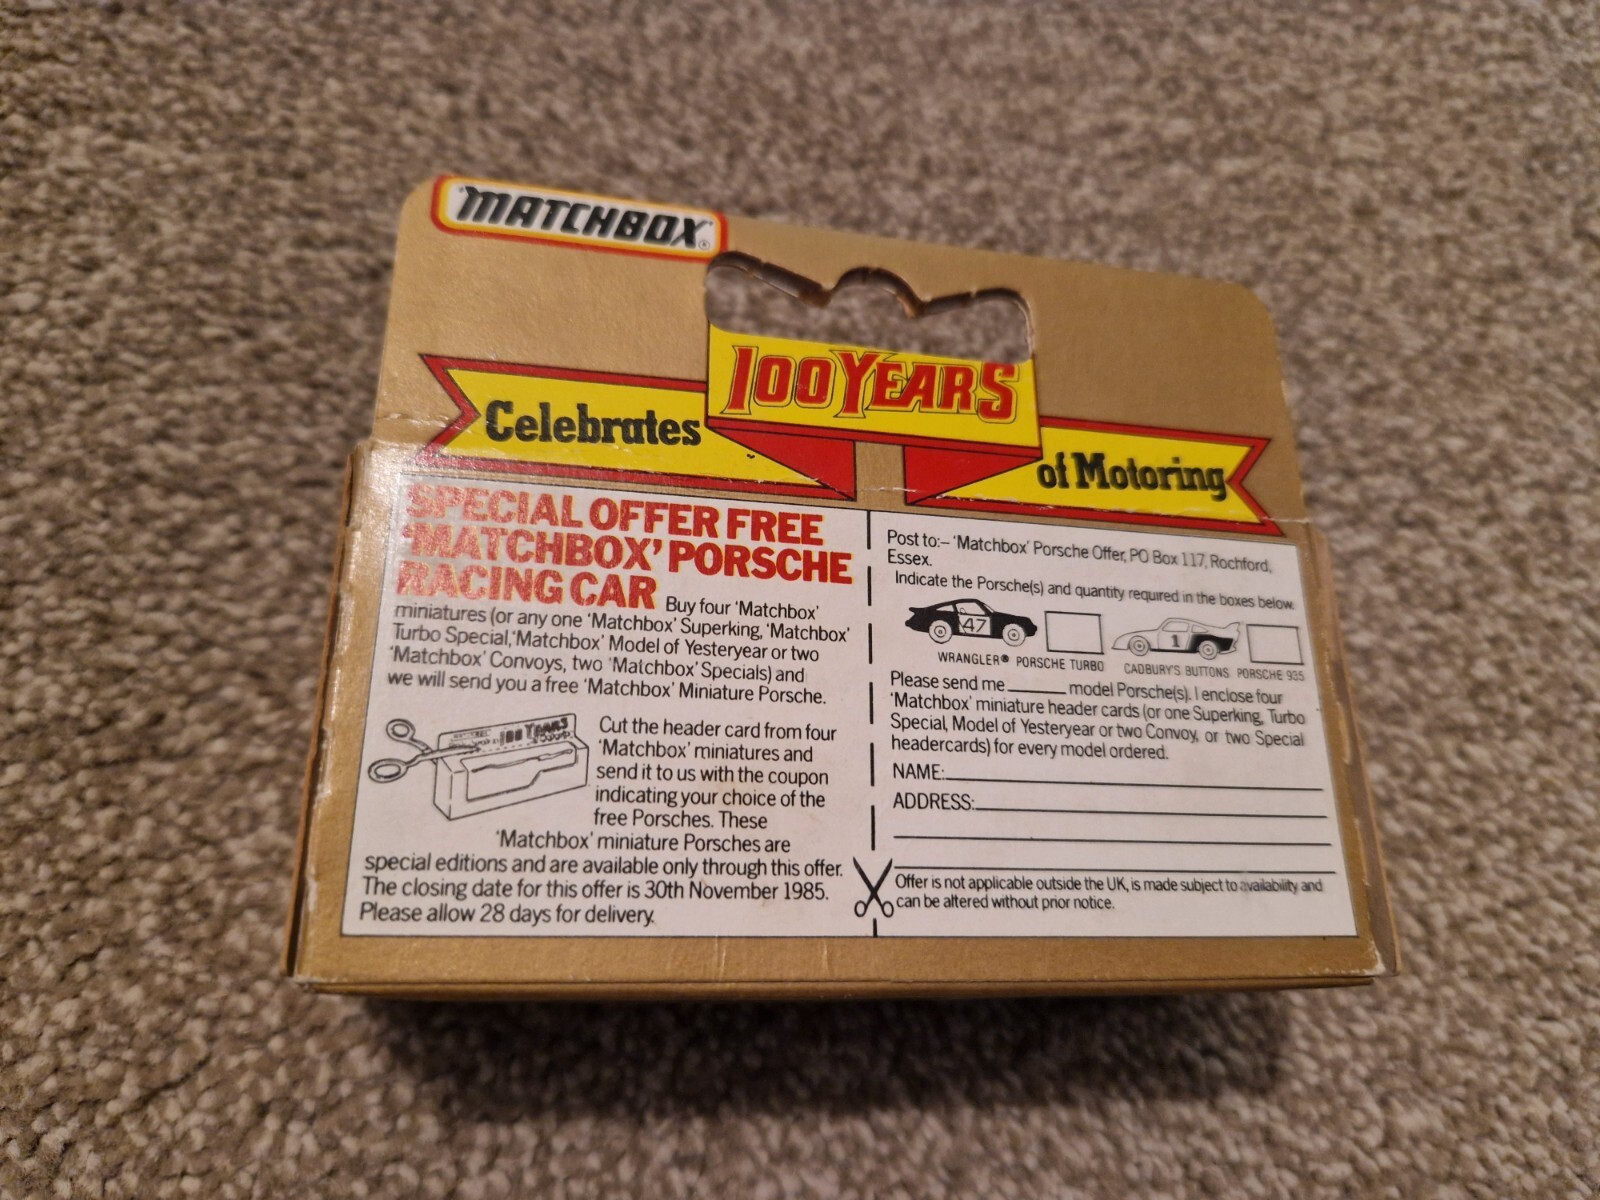 MATCHBOX®
100 YEARS
Celebrates
of Motoring
SPECIAL OFFER FREE
'MATCHBOX' PORSCHE
RACING CAR Buy four 'Matchbox'
miniatures (or any one 'Matchbox' Superking, 'Matchbox'
Turbo Special, 'Matchbox' Model of Yesteryear or two
'Matchbox' Convoys, two 'Matchbox' Specials) and
we will send you a free 'Matchbox' Miniature Porsche.
100 YEARS
Cut the header card from four
'Matchbox' miniatures and
send it to us with the coupon
indicating your choice of the
free Porsches. These
'Matchbox' miniature Porsches are
special editions and are available only through this offer.
The closing date for this offer is 30th November 1985.
Please allow 28 days for delivery.
Post to:– 'Matchbox' Porsche Offer, PO Box 117, Rochford,
Essex.
Indicate the Porsche(s) and quantity required in the boxes below.
47
1
WRANGLER® PORSCHE TURBO
CADBURY'S BUTTONS PORSCHE 935
Please send me ______ model Porsche(s). I enclose four
'Matchbox' miniature header cards (or one Superking, Turbo
Special, Model of Yesteryear or two Convoy, or two Special
headercards) for every model ordered.
NAME:
ADDRESS:
Offer is not applicable outside the UK, is made subject to availability and
can be altered without prior notice.